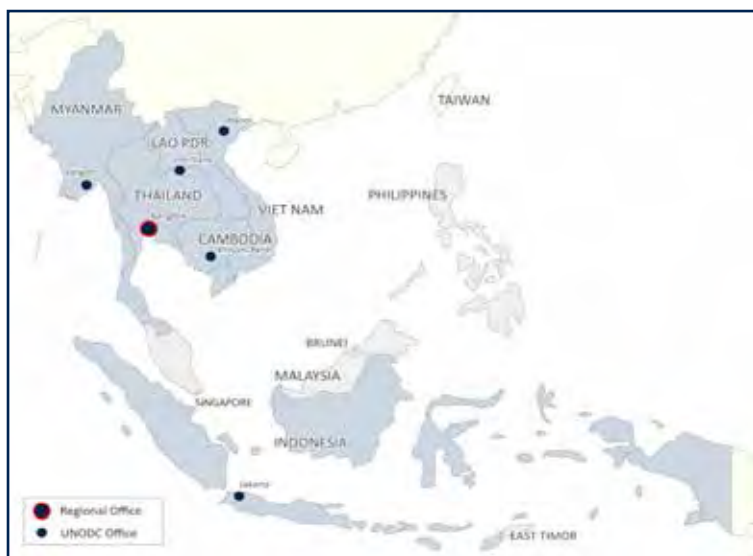 MYANMAR
TAIWAN
LAO PDR
THAILAND
PHILIPPINES
VIET NAM
CAMBODIA
BRUNEI
MALAYSIA
SINGAPORE
INDONESIA
Jakarta
Regional Office
UNODC Office
EAST TIMOR